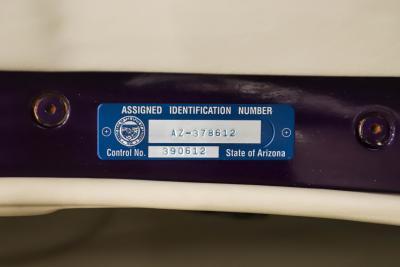 ASSIGNED IDENTIFICATION NUMBER
AZ-378612
Control No. 390612 State of Arizona